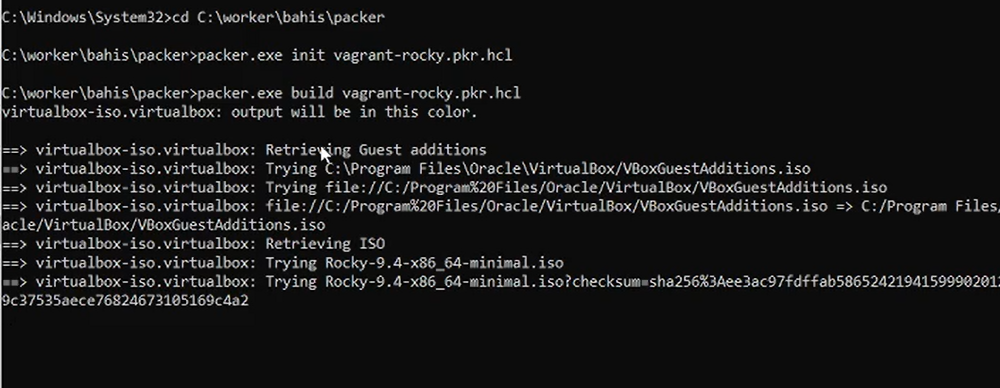 C:\Windows\System32>cd C:\worker\bahis\packer
C:\worker\bahis\packer>packer.exe init vagrant-rocky.pkr.hcl
C:\worker\bahis\packer>packer.exe build vagrant-rocky.pkr.hcl
virtualbox-iso.virtualbox: output will be in this color.
==> virtualbox-iso.virtualbox: Retrieving Guest additions
==> virtualbox-iso.virtualbox: Trying C:\Program Files\Oracle\VirtualBox/VBoxGuestAdditions.iso
==> virtualbox-iso.virtualbox: Trying file://C:/Program%20Files/Oracle/VirtualBox/VBoxGuestAdditions.iso
==> virtualbox-iso.virtualbox: file://C:/Program%20Files/Oracle/VirtualBox/VBoxGuestAdditions.iso => C:/Program Files/
acle/VirtualBox/VBoxGuestAdditions.iso
==> virtualbox-iso.virtualbox: Retrieving ISO
==> virtualbox-iso.virtualbox: Trying Rocky-9.4-x86_64-minimal.iso
==> virtualbox-iso.virtualbox: Trying Rocky-9.4-x86_64-minimal.iso?checksum=sha256%3Aee3ac97fdffab58652421941599902012
9c37535aece76824673105169c4a2